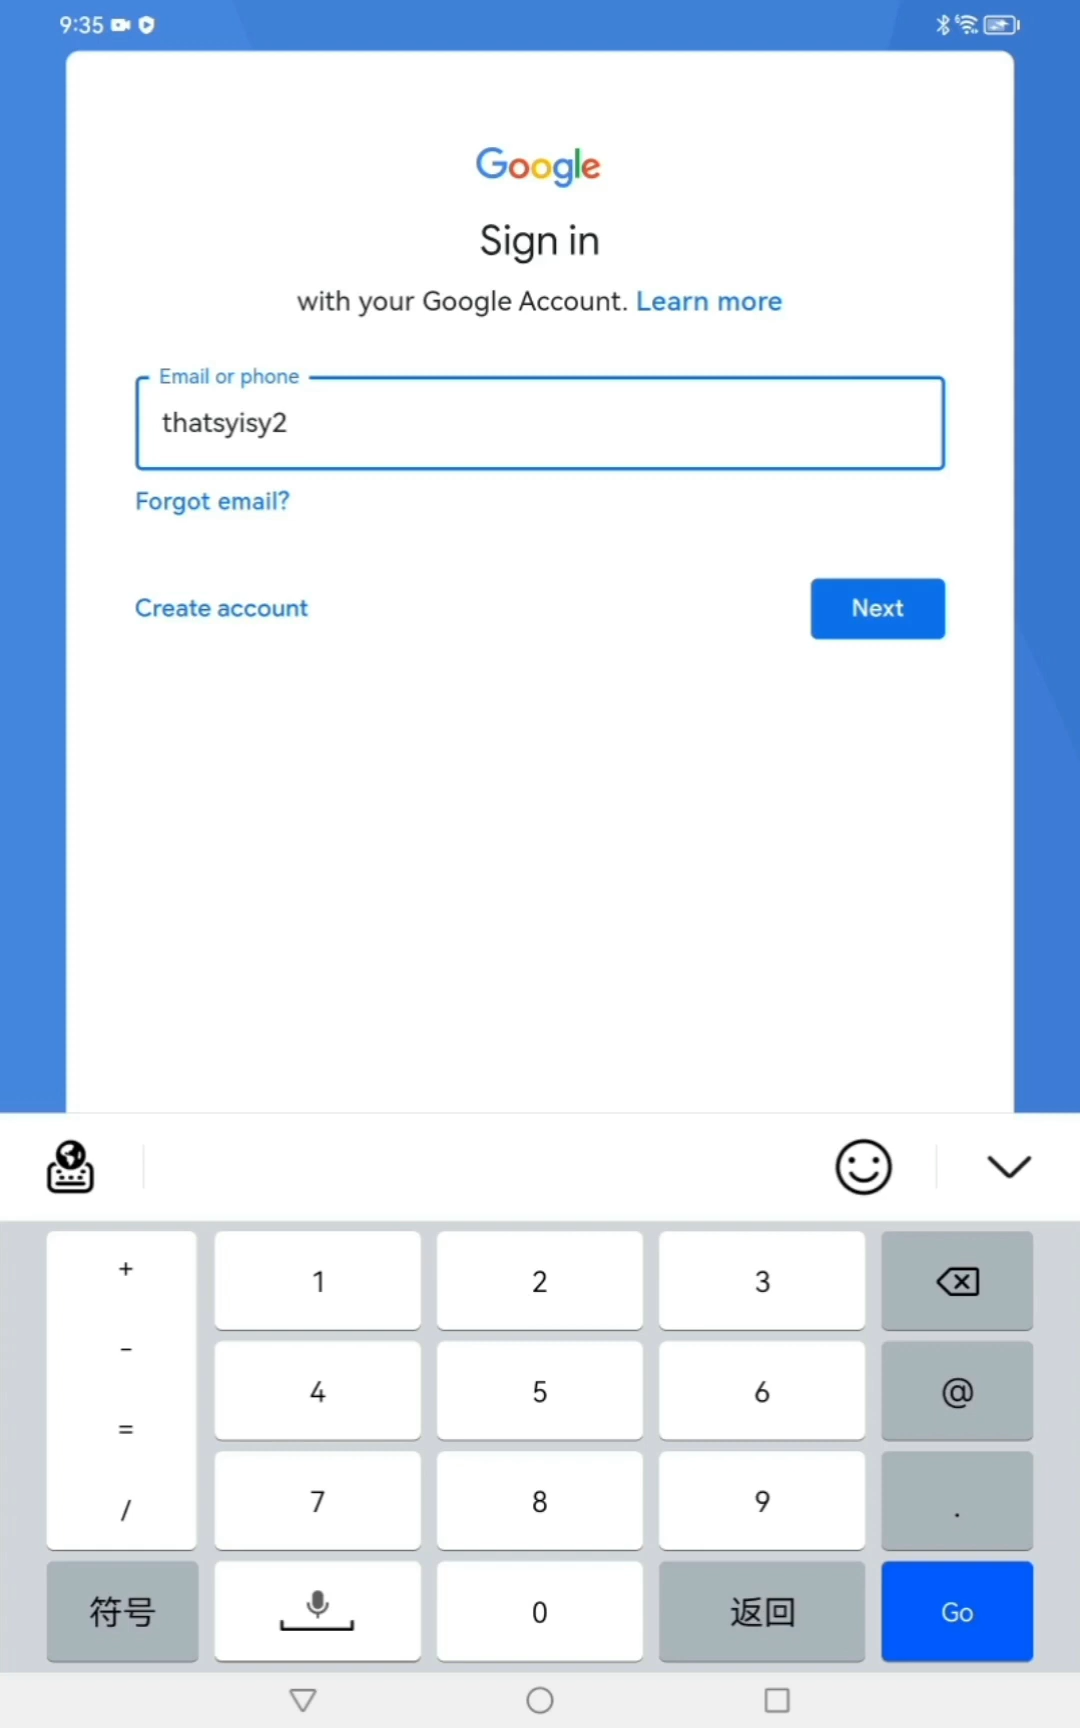 9:35
Google
Sign in
with your Google Account. Learn more
Email or phone
thatsyisy2
Forgot email?
Create account
Next
+
1
2
3
-
4
5
6
@
=
7
8
9
.
/
符号
0
返回
Go